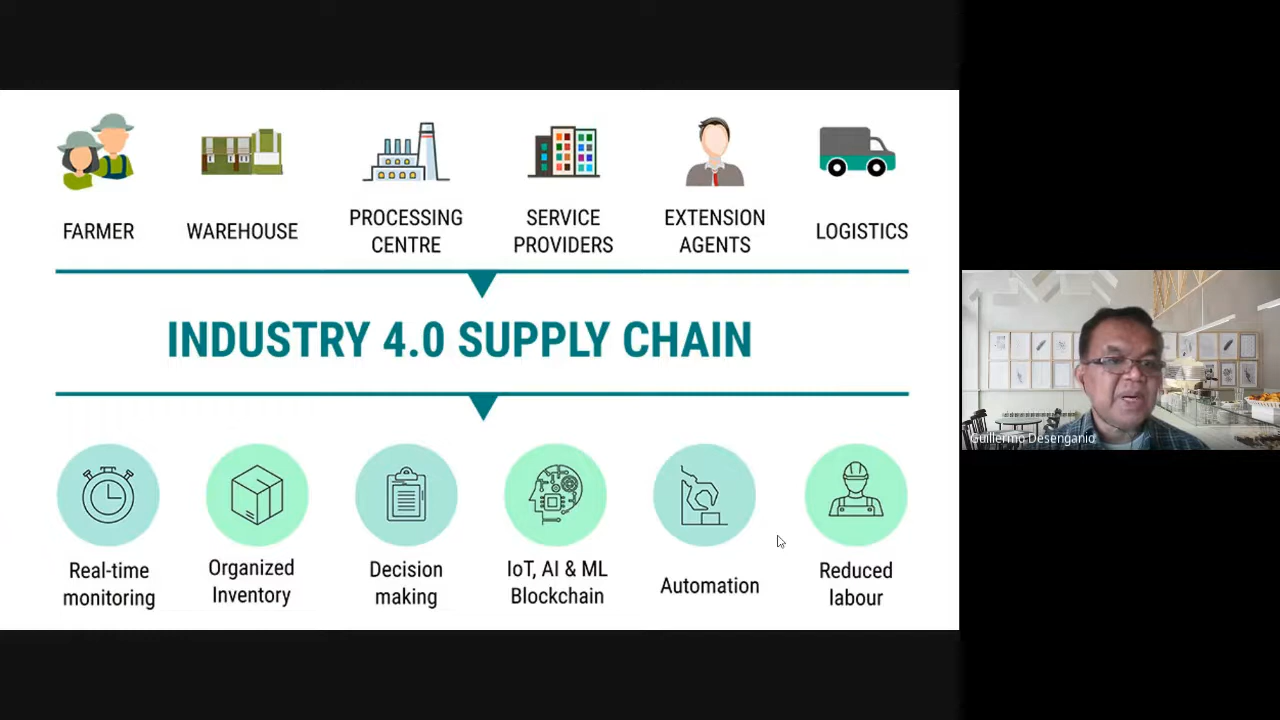 FARMER
WAREHOUSE
PROCESSING
CENTRE
SERVICE
PROVIDERS
EXTENSION
AGENTS
LOGISTICS
INDUSTRY 4.0 SUPPLY CHAIN
Real-time
monitoring
Organized
Inventory
Decision
making
IoT, AI & ML
Blockchain
Automation
Reduced
labour
Guillermo Desenganio